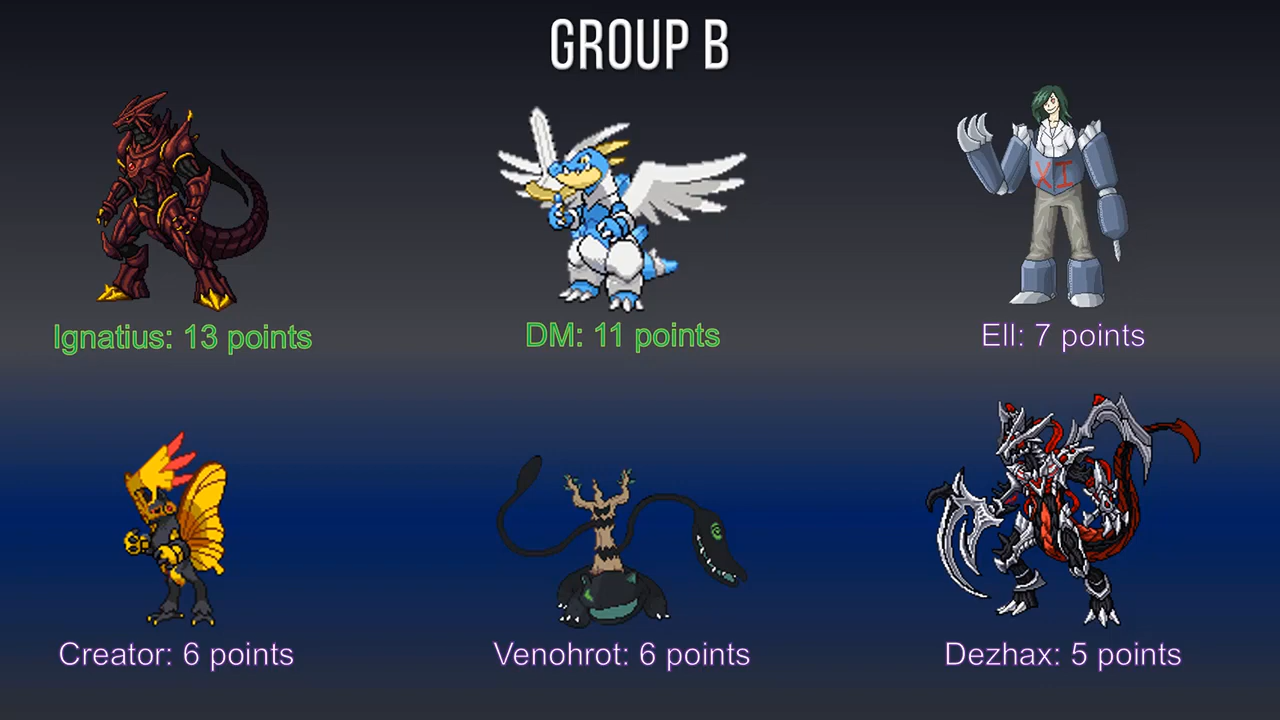 GROUP B
Ignatius: 13 points
DM: 11 points
Ell: 7 points
XI
Creator: 6 points
Venohrot: 6 points
Dezhax: 5 points